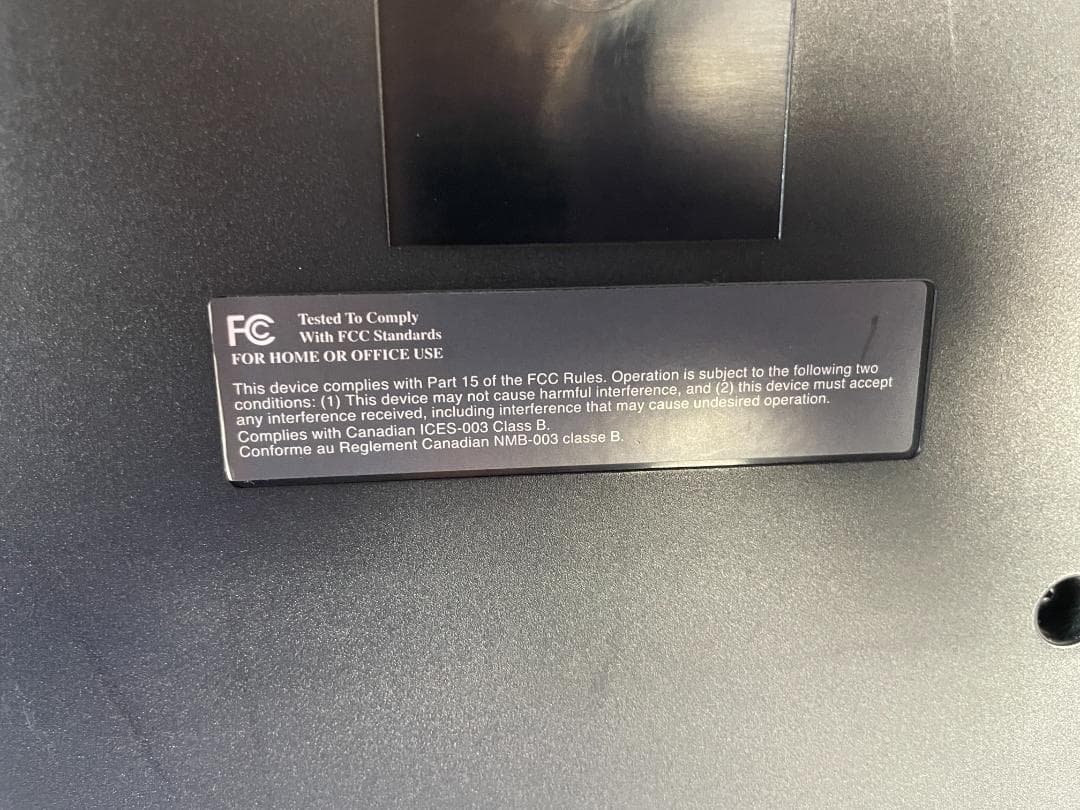 FC Tested To Comply
With FCC Standards
FOR HOME OR OFFICE USE
This device complies with Part 15 of the FCC Rules. Operation is subject to the following two
conditions: (1) This device may not cause harmful interference, and (2) this device must accept
any interference received, including interference that may cause undesired operation.
Complies with Canadian ICES-003 Class B.
Conforme au Reglement Canadian NMB-003 classe B.